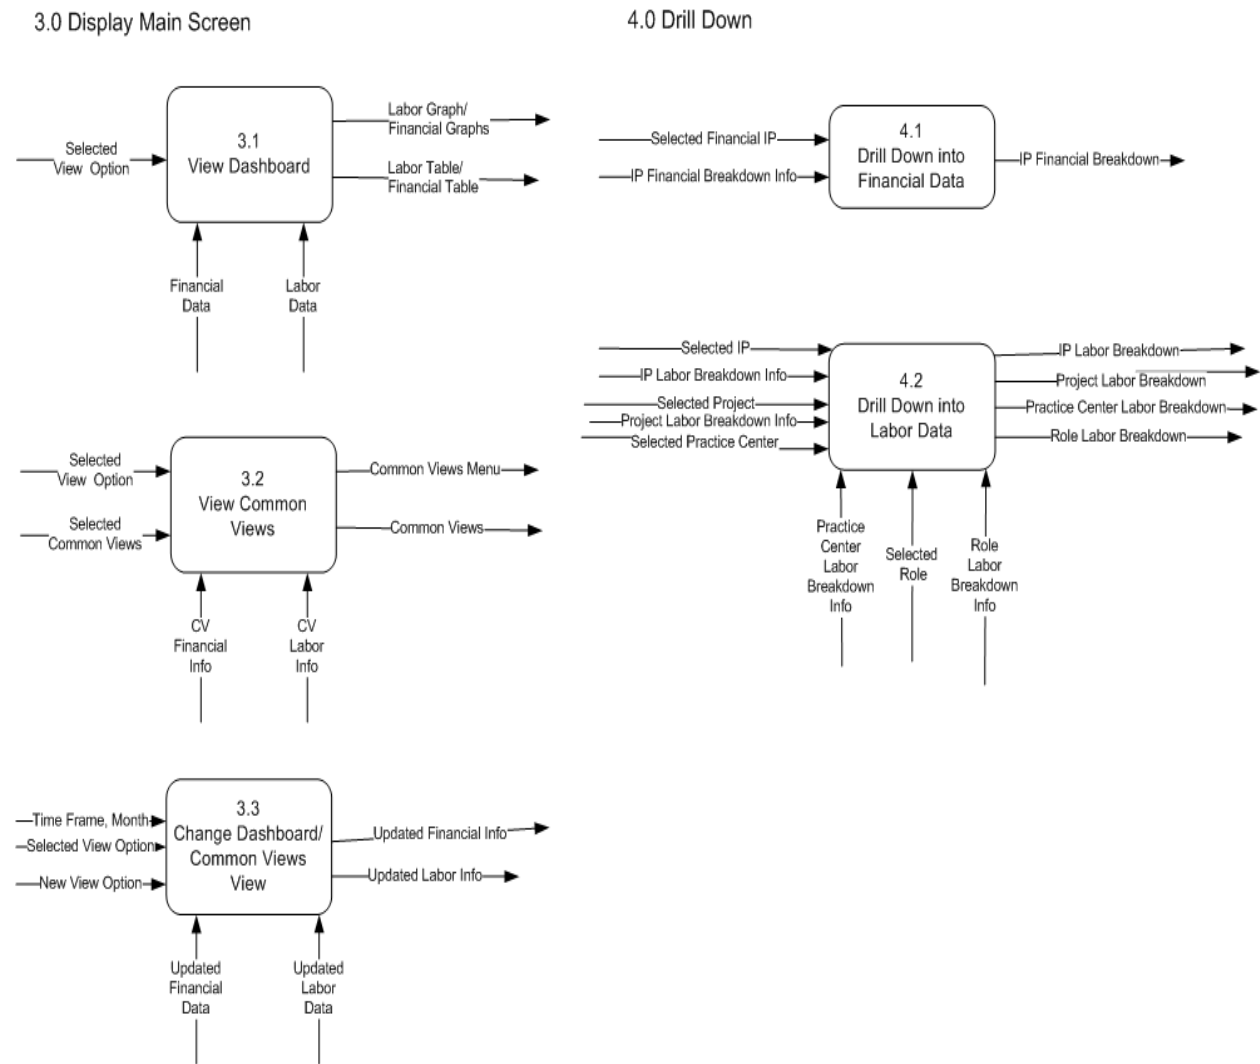 3.0 Display Main Screen
4.0 Drill Down
Selected
View Option
3.1
View Dashboard
Labor Graph/
Financial Graphs
Labor Table/
Financial Table
Financial
Data
Labor
Data
Selected
View Option
Selected
Common Views
3.2
View Common
Views
Common Views Menu
Common Views
CV
Financial
Info
CV
Labor
Info
Time Frame, Month
Selected View Option
New View Option
3.3
Change Dashboard/
Common Views
View
Updated Financial Info
Updated Labor Info
Updated
Financial
Data
Updated
Labor
Data
Selected Financial IP
IP Financial Breakdown Info
4.1
Drill Down into
Financial Data
IP Financial Breakdown
Selected IP
IP Labor Breakdown Info
Selected Project
Project Labor Breakdown Info
Selected Practice Center
4.2
Drill Down into
Labor Data
IP Labor Breakdown
Project Labor Breakdown
Practice Center Labor Breakdown
Role Labor Breakdown
Practice
Center
Labor
Breakdown
Info
Selected
Role
Role
Labor
Breakdown
Info